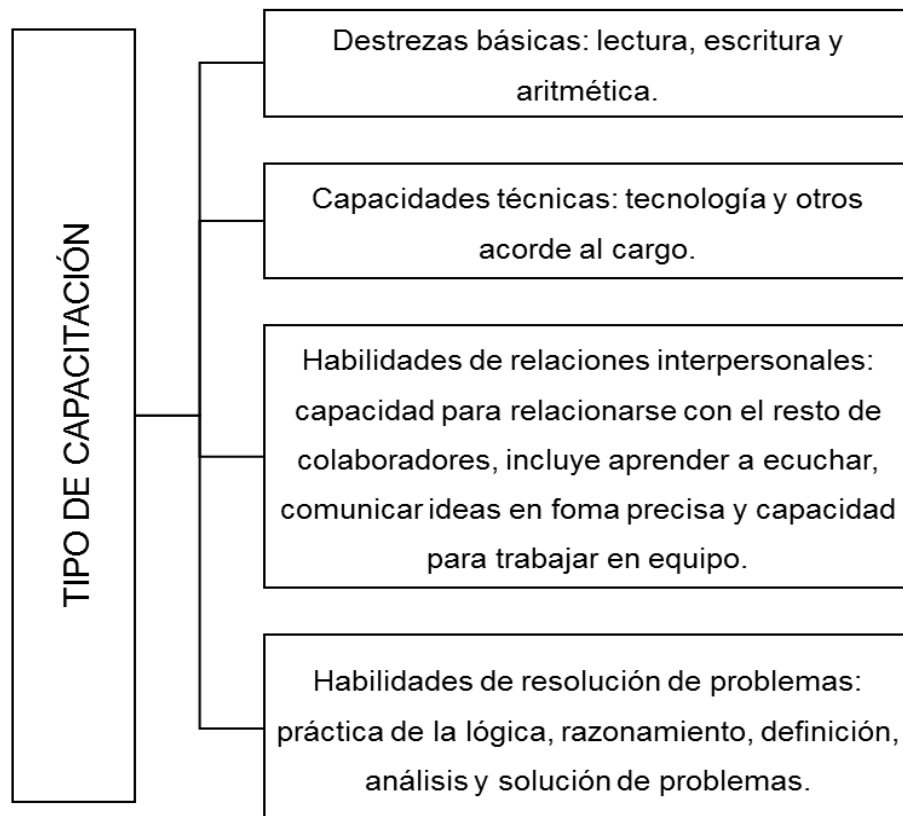 TIPO DE CAPACITACIÓN
Destrezas básicas: lectura, escritura y
aritmética.
Capacidades técnicas: tecnología y otros
acorde al cargo.
Habilidades de relaciones interpersonales:
capacidad para relacionarse con el resto de
colaboradores, incluye aprender a ecuchar,
comunicar ideas en foma precisa y capacidad
para trabajar en equipo.
Habilidades de resolución de problemas:
práctica de la lógica, razonamiento, definición,
análisis y solución de problemas.